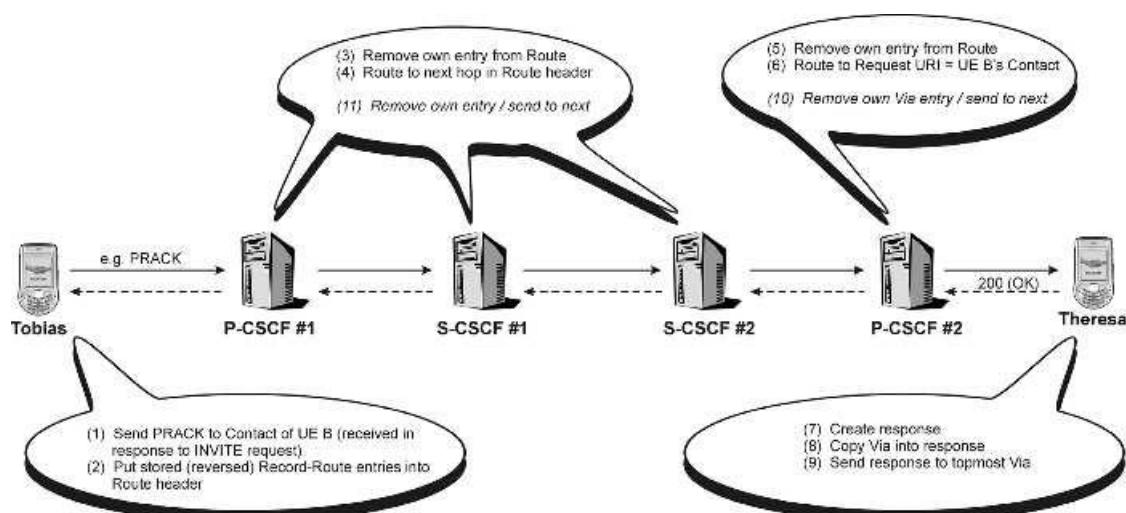 (3) Remove own entry from Route
(4) Route to next hop in Route header
(11) Remove own entry / send to next
(5) Remove own entry from Route
(6) Route to Request URI = UE B's Contact
(10) Remove own Via entry / send to next
e.g. PRACK
200 (OK)
Tobias
P-CSCF #1
S-CSCF #1
S-CSCF #2
P-CSCF #2
Theresa
(1) Send PRACK to Contact of UE B (received in
response to INVITE request)
(2) Put stored (reversed) Record-Route entries into
Route header
(7) Create response
(8) Copy Via into response
(9) Send response to topmost Via